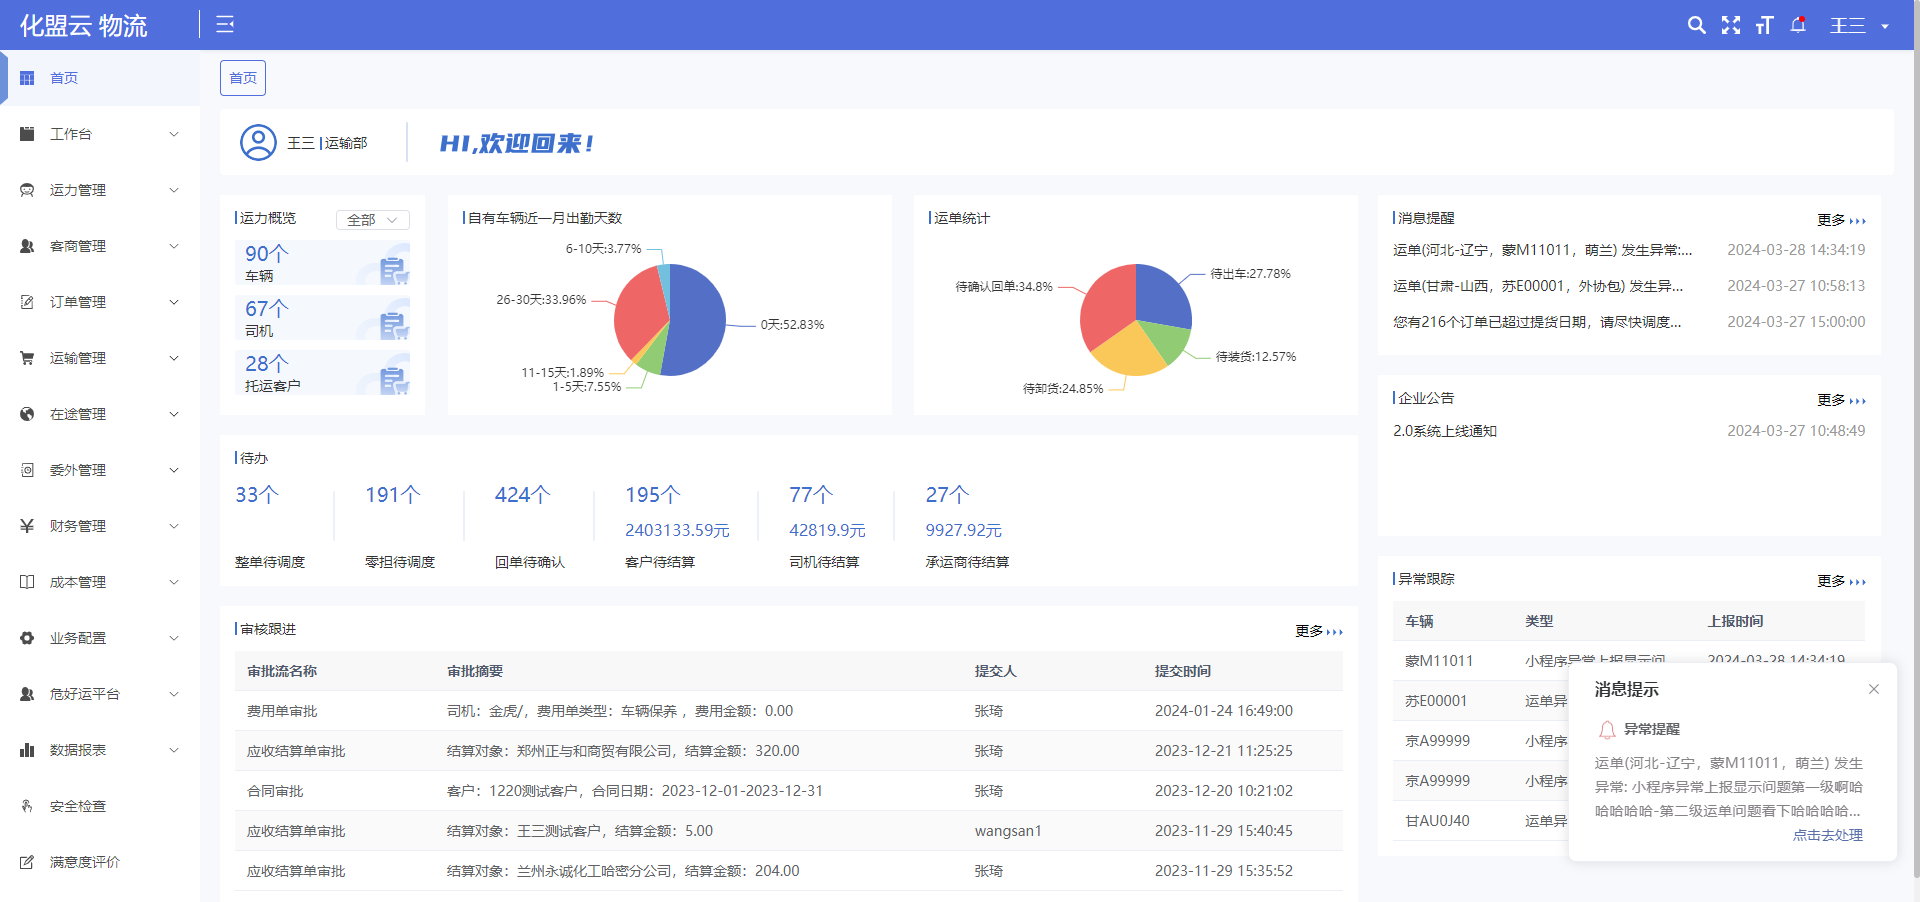 化盟云 物流
王三
首页
工作台
运力管理
客商管理
订单管理
运输管理
在途管理
委外管理
财务管理
成本管理
业务配置
危好运平台
数据报表
安全检查
满意度评价
首页
王三 | 运输部
HI,欢迎回来!
运力概览
全部
90个
车辆
67个
司机
28个
托运客户
自有车辆近一月出勤天数
6-10天:3.77%
26-30天:33.96%
0天:52.83%
11-15天:1.89%
1-5天:7.55%
运单统计
待出车:27.78%
待确认回单:34.8%
待装货:12.57%
待卸货:24.85%
消息提醒
更多
运单(河北-辽宁，蒙M11011，萌兰) 发生异常:... 2024-03-28 14:34:19
运单(甘肃-山西，苏E00001，外协包) 发生异... 2024-03-27 10:58:13
您有216个订单已超过提货日期，请尽快调度... 2024-03-27 15:00:00
企业公告
更多
2.0系统上线通知 2024-03-27 10:48:49
待办
33个
整单待调度
191个
零担待调度
424个
回单待确认
195个
2403133.59元
客户待结算
77个
42819.9元
司机待结算
27个
9927.92元
承运商待结算
审核跟进
更多
审批流名称 审批摘要 提交人 提交时间
费用单审批 司机：金虎/，费用单类型：车辆保养 ，费用金额：0.00 张琦 2024-01-24 16:49:00
应收结算单审批 结算对象：郑州正与和商贸有限公司，结算金额：320.00 张琦 2023-12-21 11:25:25
合同审批 客户：1220测试客户，合同日期：2023-12-01-2023-12-31 张琦 2023-12-20 10:21:02
应收结算单审批 结算对象：王三测试客户，结算金额：5.00 wangsan1 2023-11-29 15:40:45
应收结算单审批 结算对象：兰州永诚化工哈密分公司，结算金额：204.00 张琦 2023-11-29 15:35:52
异常跟踪
更多
车辆 类型 上报时间
蒙M11011 小程序异常上报显示问 2024-03-28 14:34:19
苏E00001 运单异
京A99999 小程序
京A99999 小程序
甘AU0J40 运单异
消息提示
异常提醒
运单(河北-辽宁，蒙M11011，萌兰) 发生
异常: 小程序异常上报显示问题第一级啊哈
哈哈哈哈-第二级运单问题看下哈哈哈哈...
点击去处理